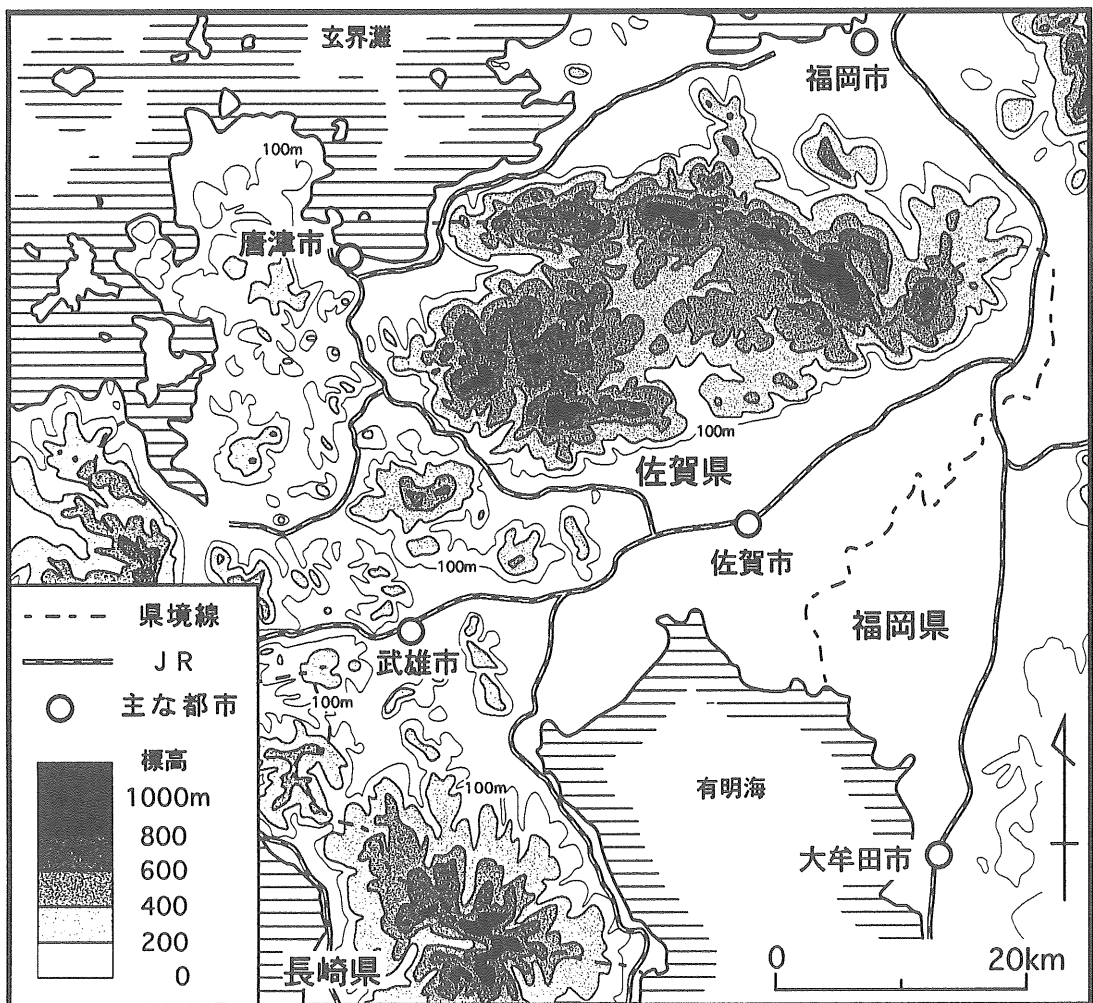 玄界灘
福岡市
100m
唐津市
100m
佐賀県
佐賀市
100m
福岡県
武雄市
100m
100m
有明海
大牟田市
長崎県
県境線
JR
主な都市
標高
1000m
800
600
400
200
0
0 20km